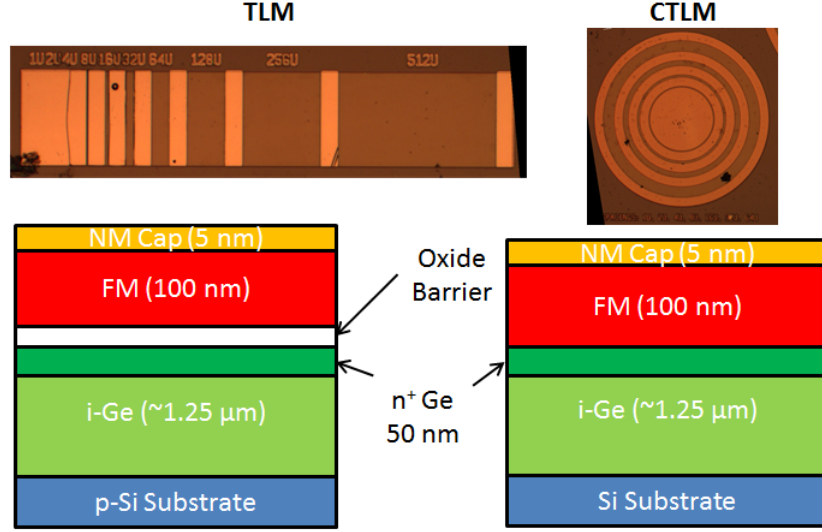 TLM
CTLM
1U 2U 4U 8U 16U 32U 64U 128U 256U 512U
NM Cap (5 nm)
FM (100 nm)
i-Ge (~1.25 µm)
p-Si Substrate
Oxide
Barrier
n⁺ Ge
50 nm
NM Cap (5 nm)
FM (100 nm)
i-Ge (~1.25 µm)
Si Substrate